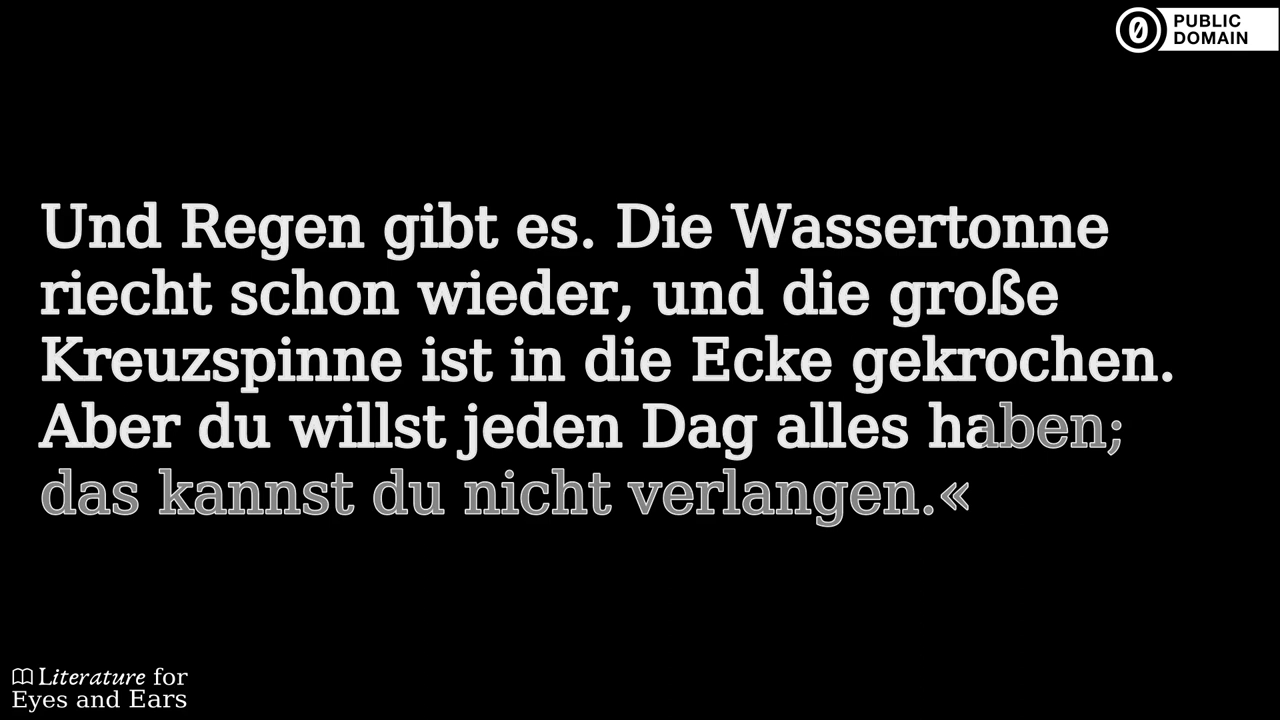 PUBLIC
DOMAIN
Und Regen gibt es. Die Wassertonne
riecht schon wieder, und die große
Kreuzspinne ist in die Ecke gekrochen.
Aber du willst jeden Dag alles haben;
das kannst du nicht verlangen.«
Literature for
Eyes and Ears